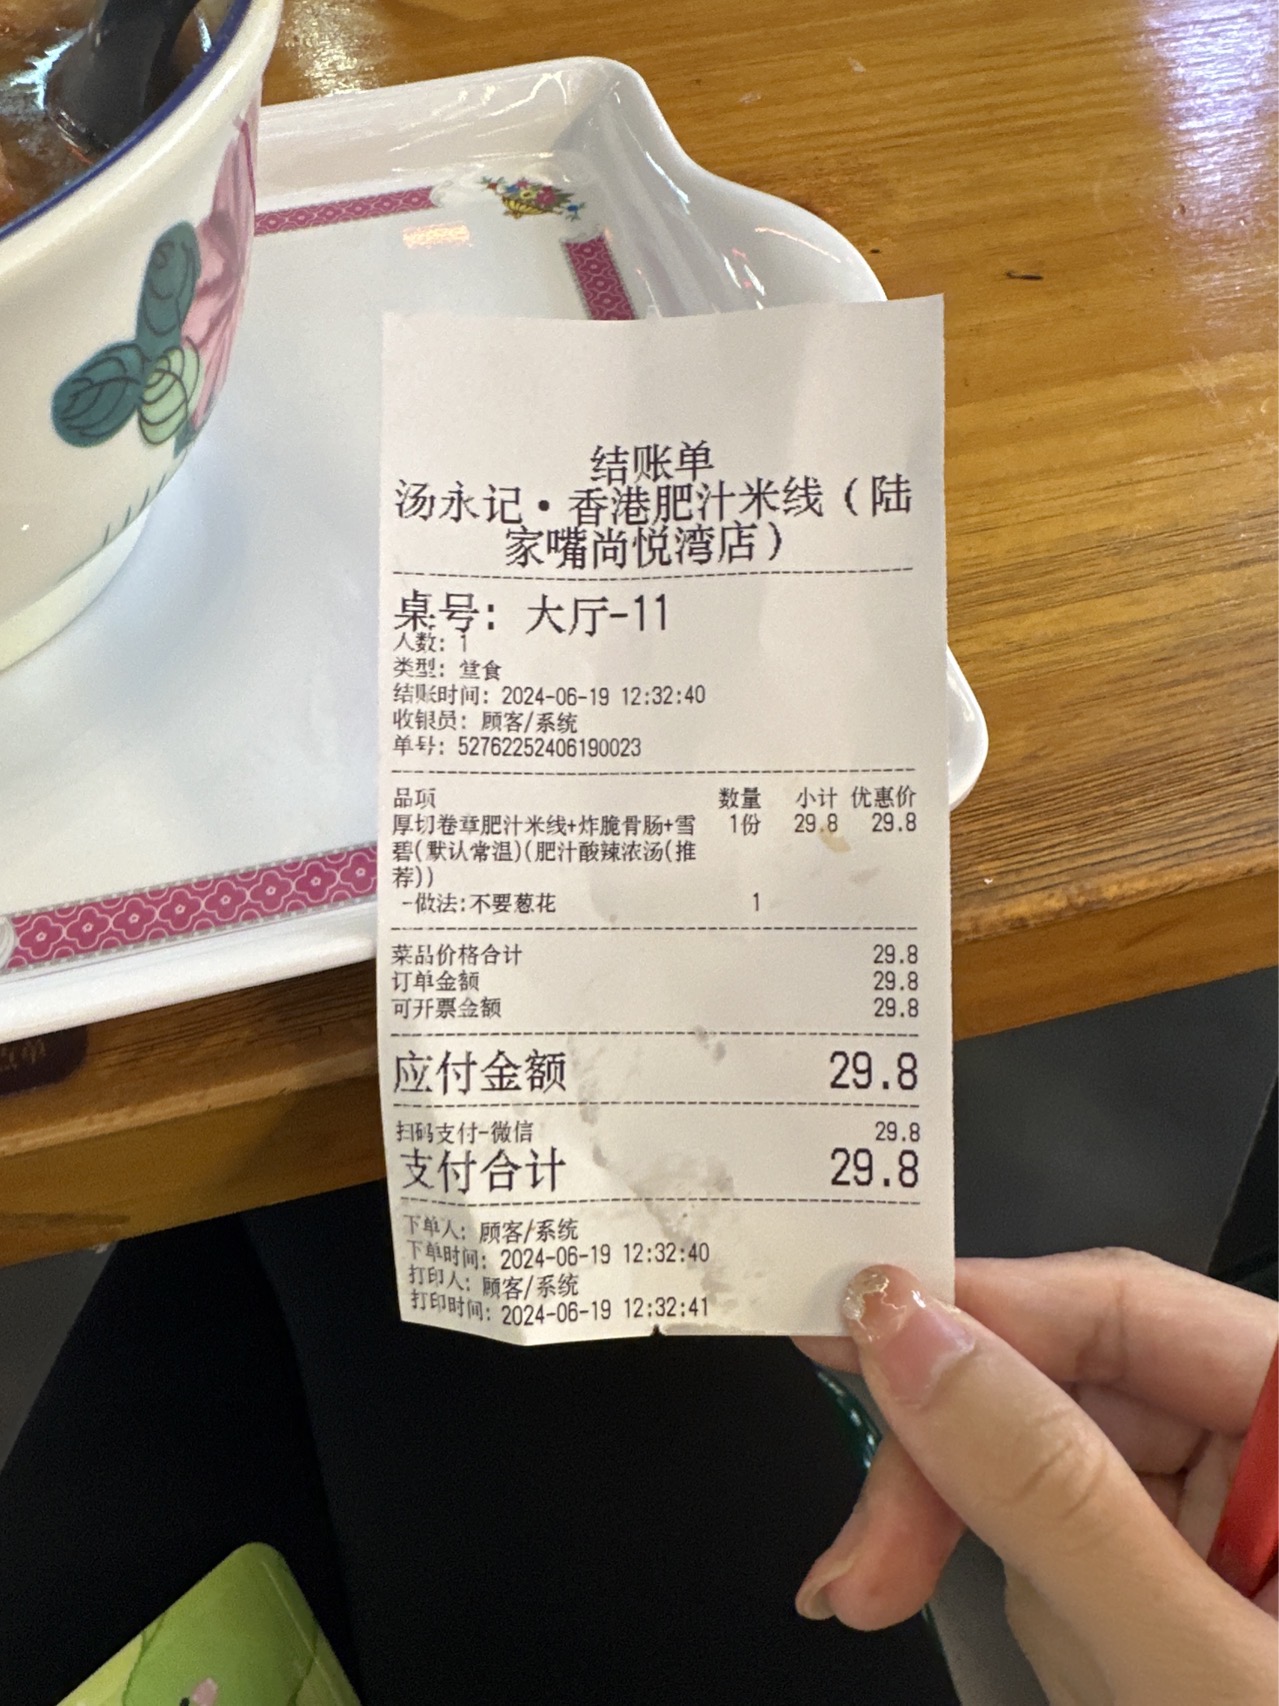 结账单
汤永记·香港肥汁米线（陆
家嘴尚悦湾店）
桌号: 大厅-11
人数: 1
类型: 堂食
结账时间: 2024-06-19 12:32:40
收银员: 顾客/系统
单号: 52762252406190023
品项 数量 小计 优惠价
厚切卷章肥汁米线+炸脆骨肠+雪 1份 29.8 29.8
碧(默认常温)(肥汁酸辣浓汤(推
荐))
-做法:不要葱花 1
菜品价格合计 29.8
订单金额 29.8
可开票金额 29.8
应付金额 29.8
扫码支付-微信 29.8
支付合计 29.8
下单人: 顾客/系统
下单时间: 2024-06-19 12:32:40
打印人: 顾客/系统
打印时间: 2024-06-19 12:32:41